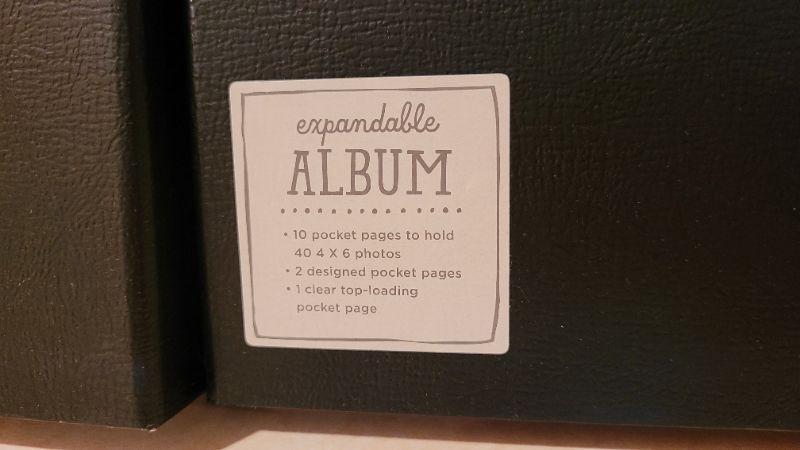 expandable
ALBUM
• 10 pocket pages to hold
40 4 X 6 photos
• 2 designed pocket pages
• 1 clear top-loading
pocket page